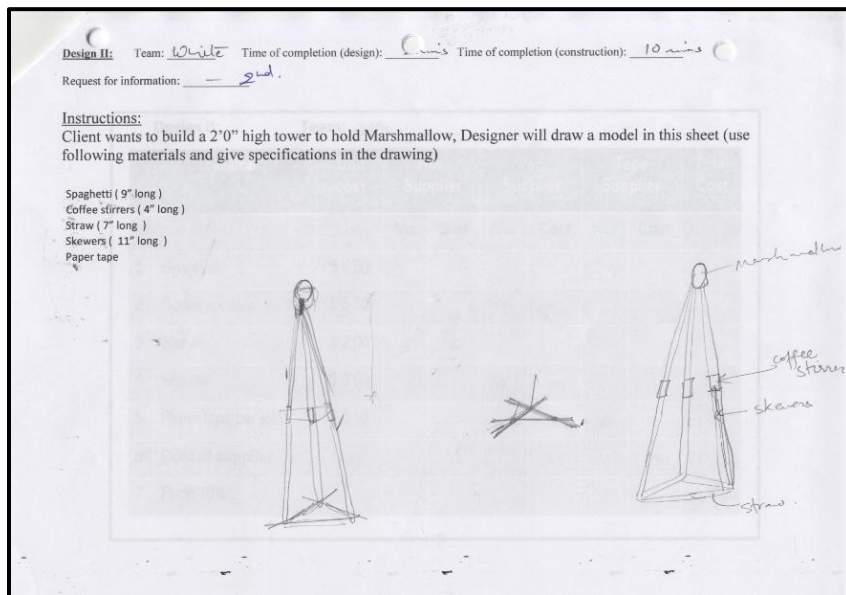 Design II: Team: White Time of completion (design): Time of completion (construction): 10 mins
Request for information: — 2nd.
Instructions:
Client wants to build a 2'0" high tower to hold Marshmallow, Designer will draw a model in this sheet (use
following materials and give specifications in the drawing)
Spaghetti ( 9" long )
Coffee stirrers ( 4" long )
Straw ( 7" long )
Skewers ( 11" long )
Paper tape
coffee
skewers
straw.